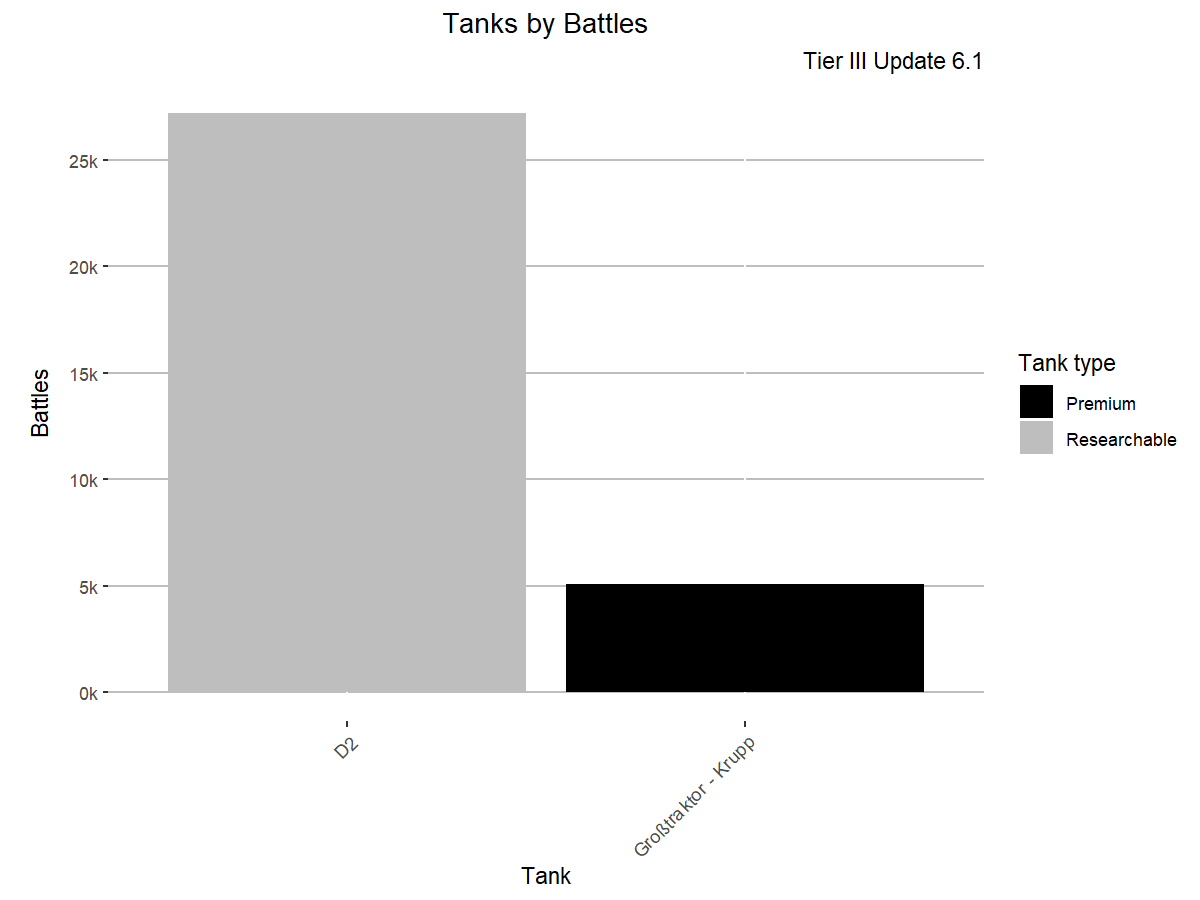 Tanks by Battles
Tier III Update 6.1
Battles
25k
20k
15k
10k
5k
0k
D2
Großtraktor - Krupp
Tank
Tank type
Premium
Researchable